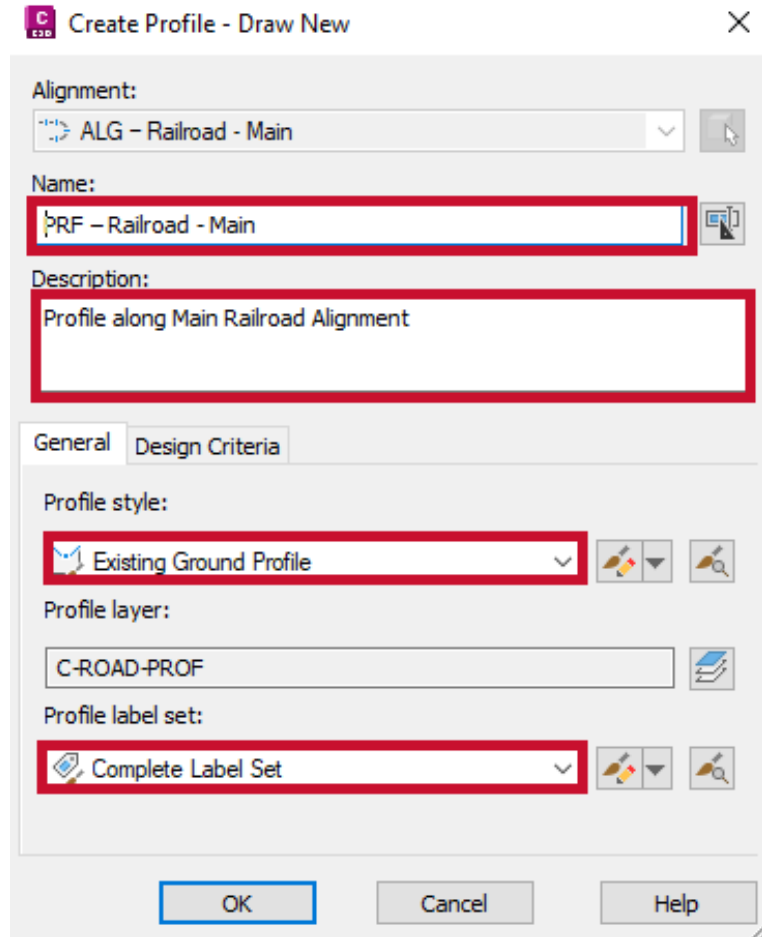 C
C3D
Create Profile - Draw New
Alignment:
ALG – Railroad - Main
Name:
PRF – Railroad - Main
Description:
Profile along Main Railroad Alignment
General
Design Criteria
Profile style:
Existing Ground Profile
Profile layer:
C-ROAD-PROF
Profile label set:
Complete Label Set
OK
Cancel
Help